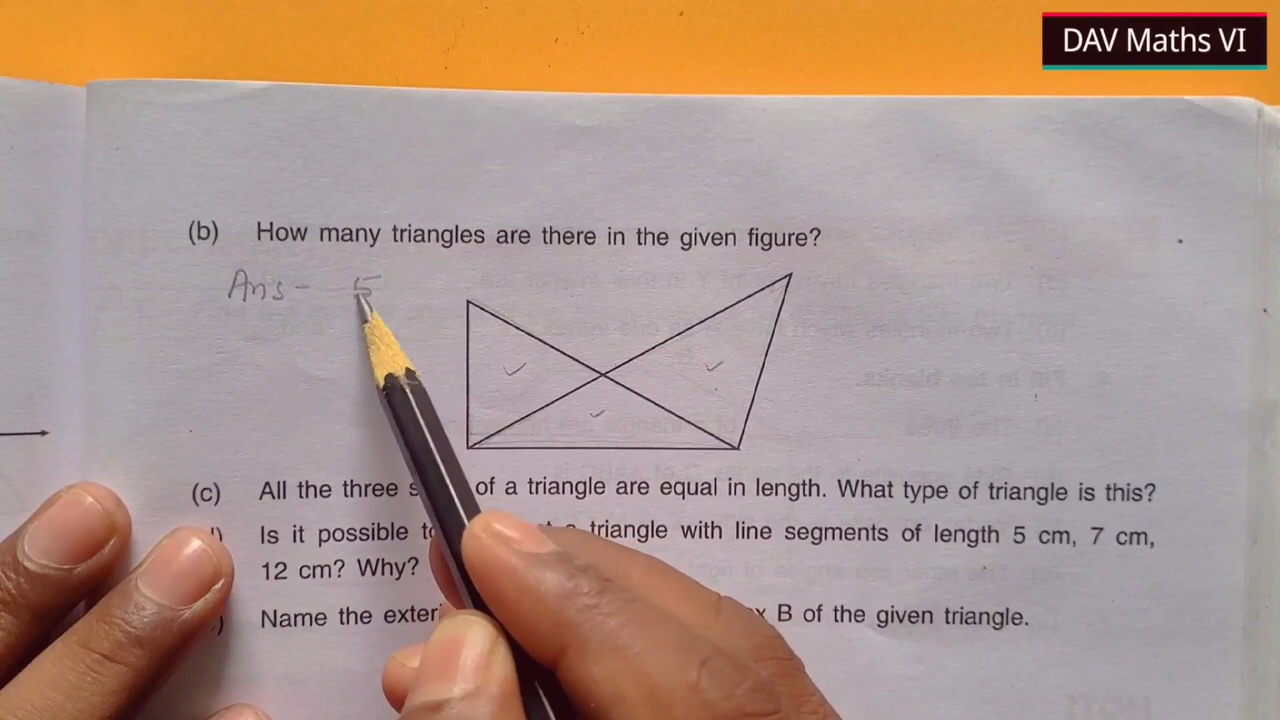 DAV Maths VI
(b) How many triangles are there in the given figure?
Ans - 5
(c) All the three of a triangle are equal in length. What type of triangle is this?
Is it possible triangle with line segments of length 5 cm, 7 cm,
12 cm? Why?
Name the B of the given triangle.